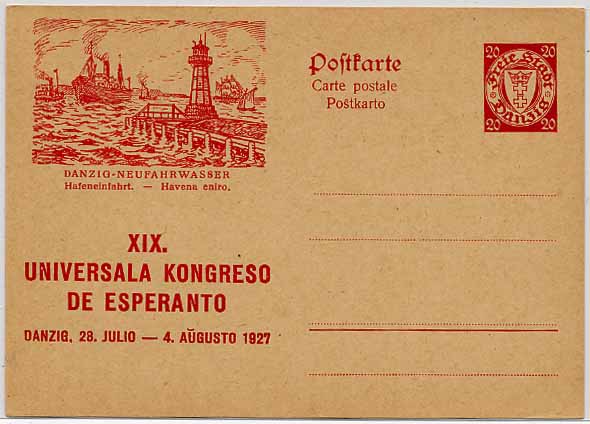 DANZIG-NEUFAHRWASSER
Hafeneinfahrt. — Havena eniro.
XIX.
UNIVERSALA KONGRESO
DE ESPERANTO
DANZIG, 28. JULIO — 4. AŬGUSTO 1927
Poſtkarte
Carte postale
Poŝtkarto
20 20
Freie Stadt
Danzig
20 20